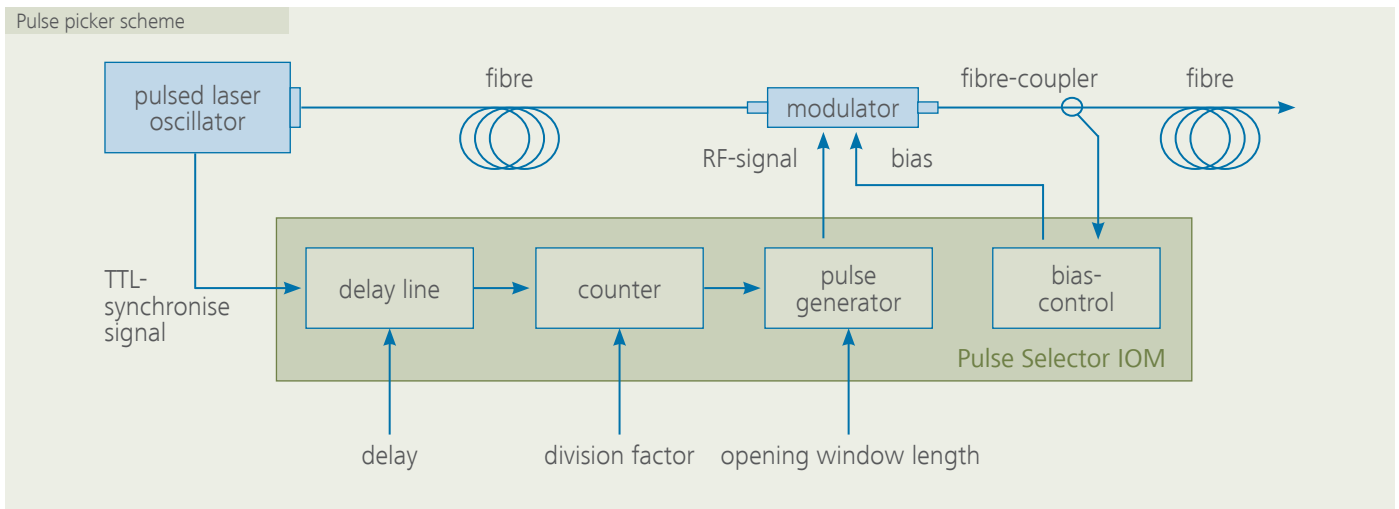 Pulse picker scheme
pulsed laser
oscillator
fibre
modulator
fibre-coupler
fibre
RF-signal
bias
TTL-
synchronise
signal
delay line
counter
pulse
generator
bias-
control
Pulse Selector IOM
delay
division factor
opening window length